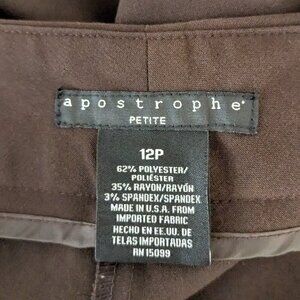 apostrophe
PETITE
12P
62% POLYESTER/
POLIÉSTER
35% RAYON/RAYÓN
3% SPANDEX/SPANDEX
MADE IN U.S.A. FROM
IMPORTED FABRIC
HECHO EN EE.UU. DE
TELAS IMPORTADAS
RN 15099